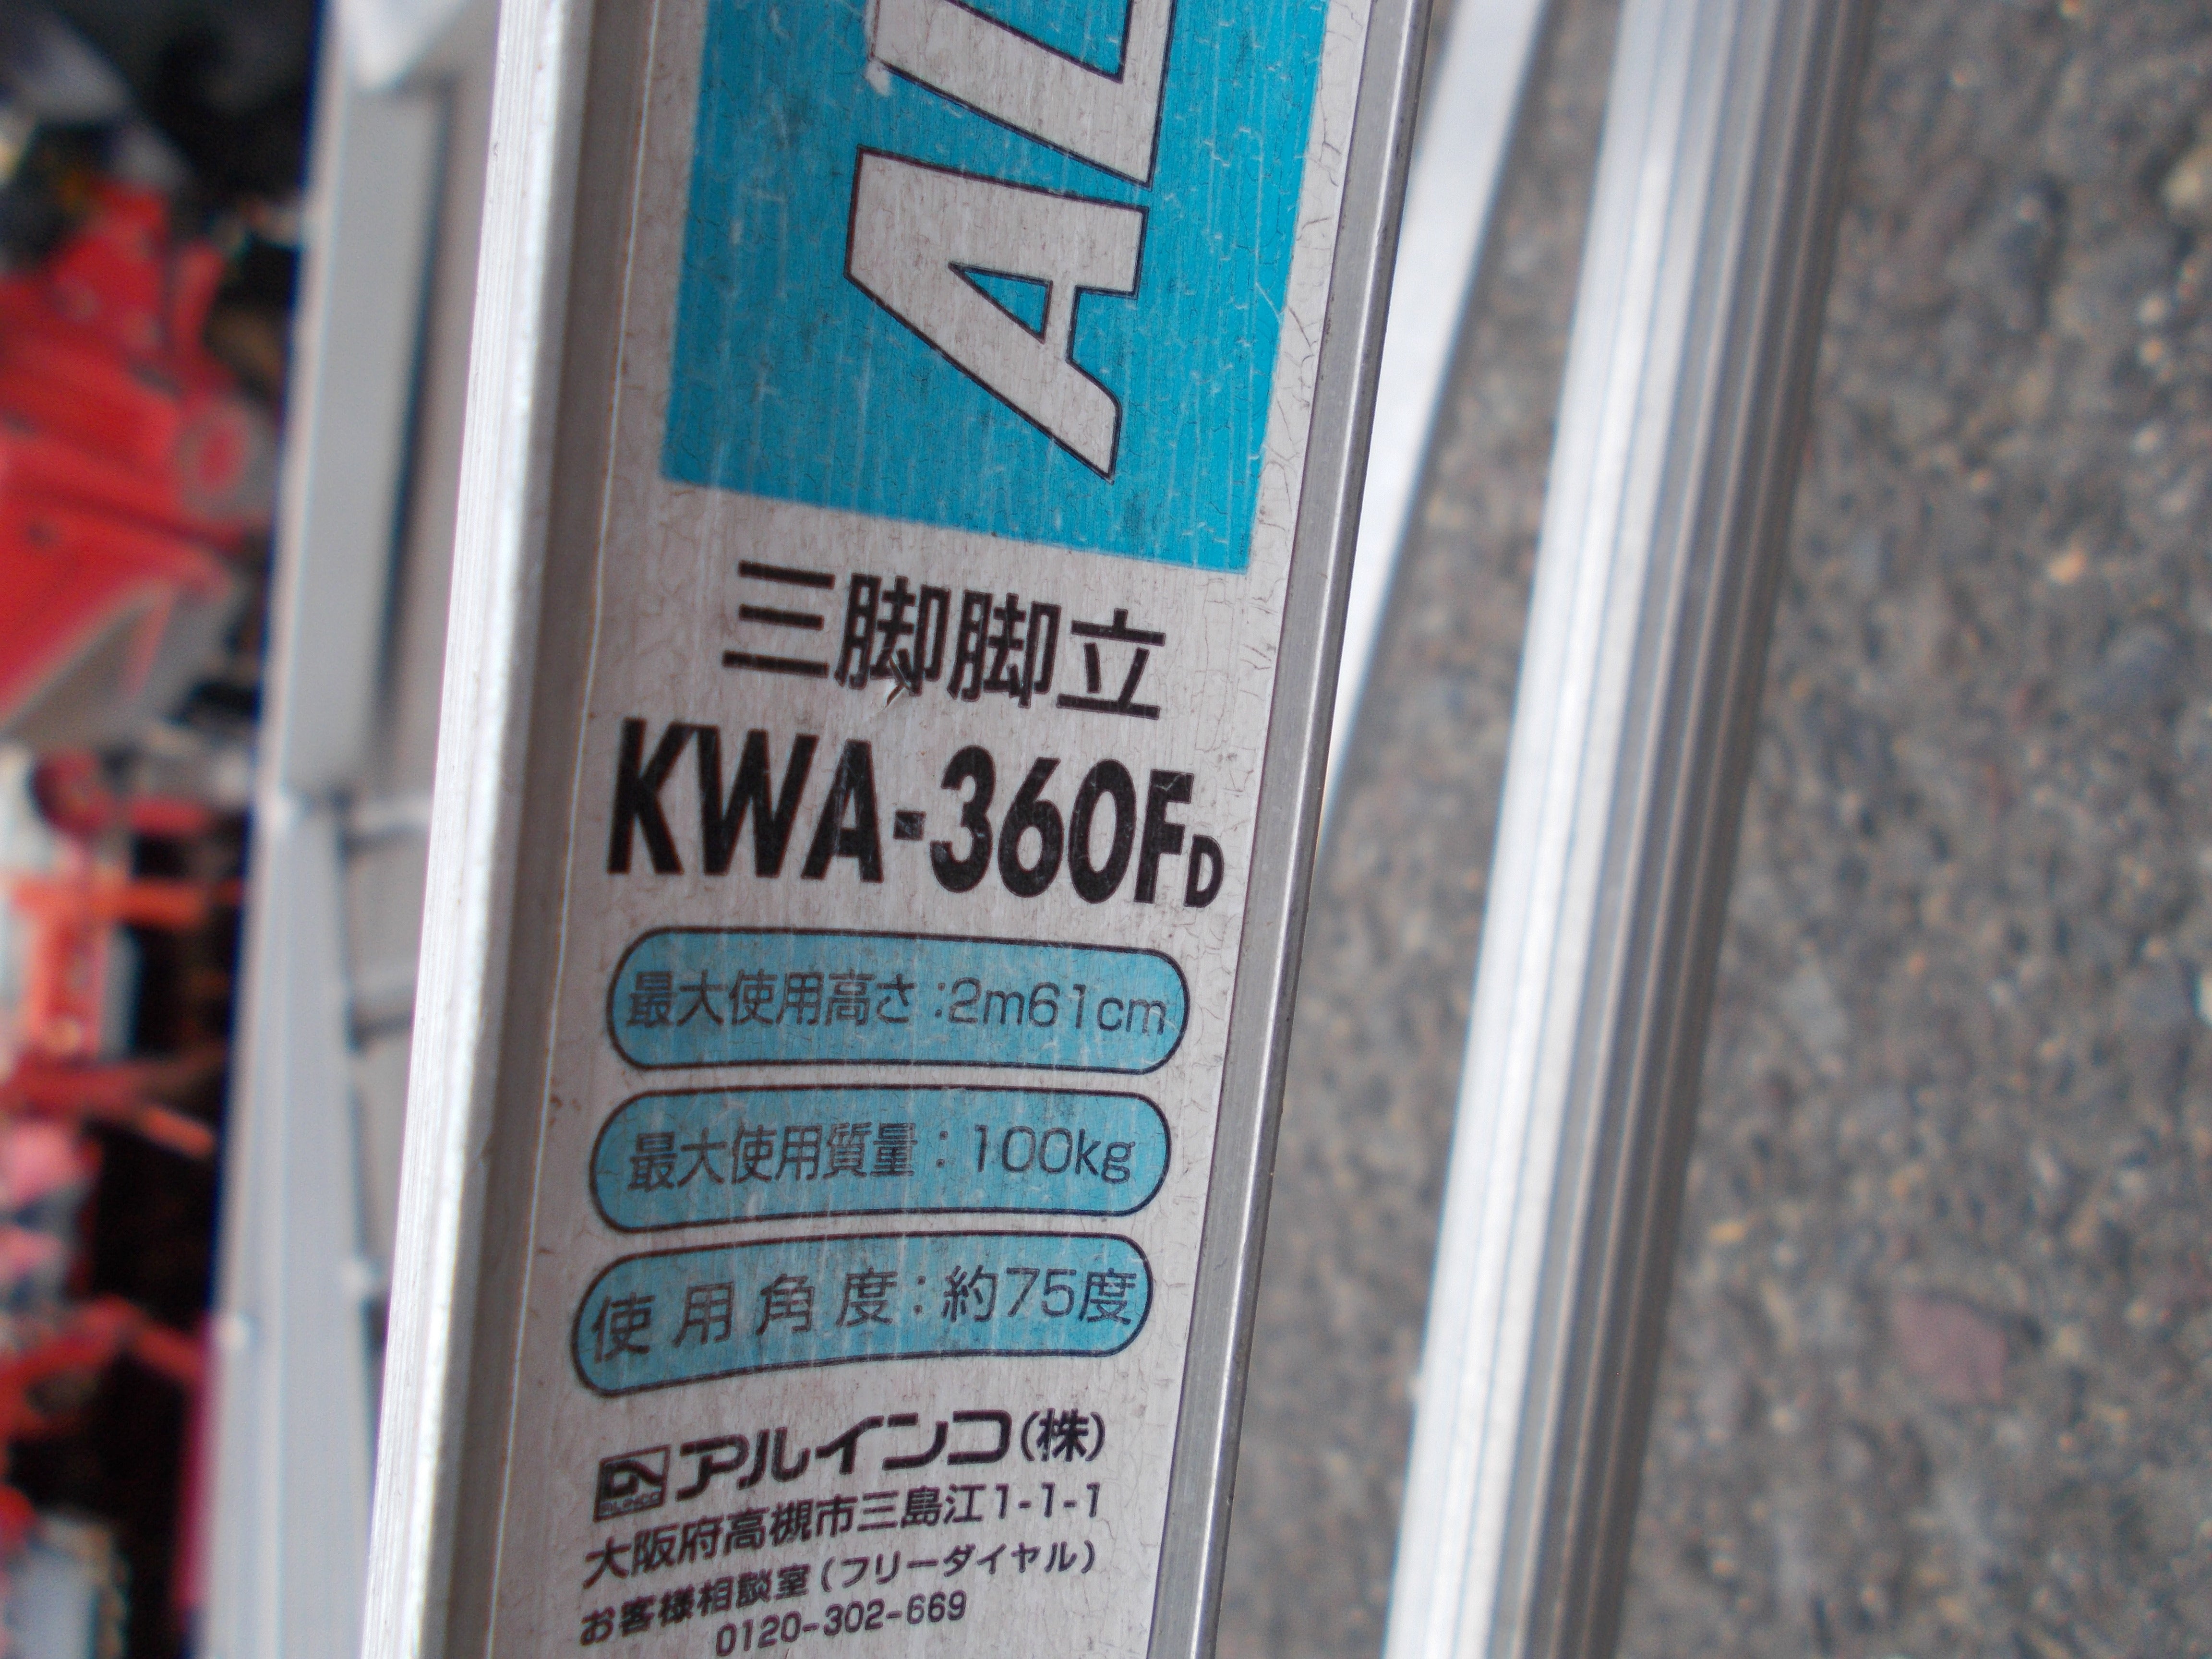 AL
三脚脚立
KWA-360FD
最大使用高さ:2m61cm
最大使用質量:100kg
使用角度:約75度
ALINCO アルインコ(株)
大阪府高槻市三島江1-1-1
お客様相談室(フリーダイヤル)
0120-302-669